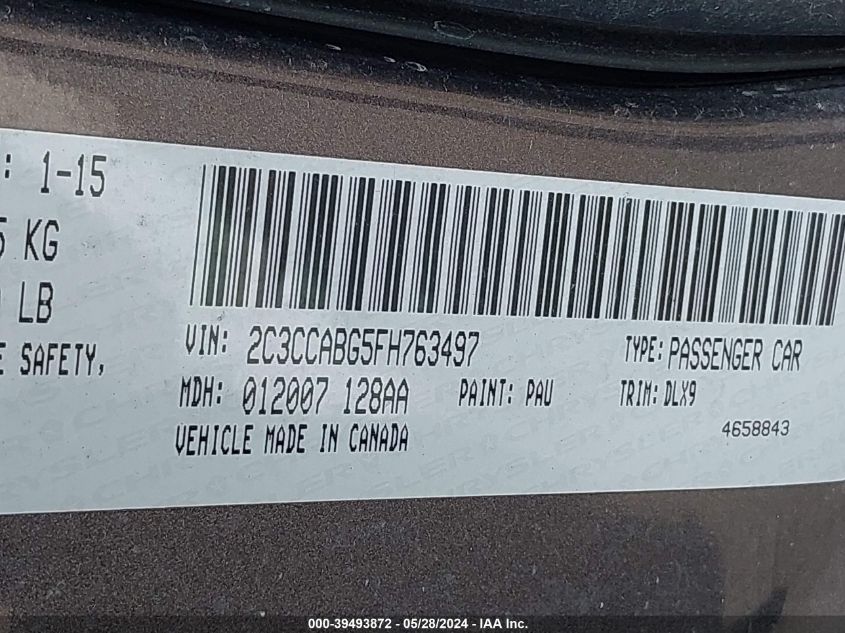 : 1-15
5 KG
LB
E SAFETY,
VIN: 2C3CCABG5FH763497
TYPE: PASSENGER CAR
MDH: 012007 128AA
PAINT: PAU
TRIM: DLX9
VEHICLE MADE IN CANADA
4658843
000-39493872 - 05/28/2024 - IAA Inc.